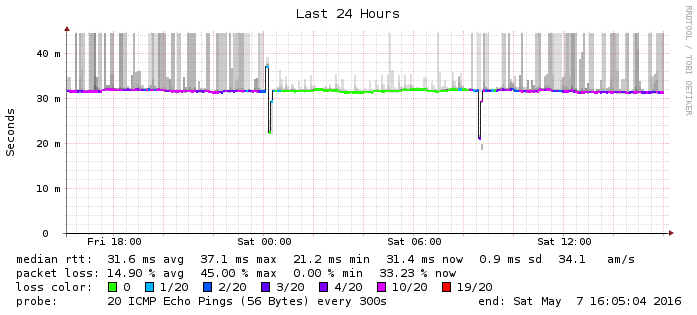 Last 24 Hours
RRDTOOL / TOBI OETIKER
Seconds
40 m
30 m
20 m
10 m
0
Fri 18:00 Sat 00:00 Sat 06:00 Sat 12:00
median rtt: 31.6 ms avg 37.1 ms max 21.2 ms min 31.4 ms now 0.9 ms sd 34.1 am/s
packet loss: 14.90 % avg 45.00 % max 0.00 % min 33.23 % now
loss color: 0 1/20 2/20 3/20 4/20 10/20 19/20
probe: 20 ICMP Echo Pings (56 Bytes) every 300s end: Sat May 7 16:05:04 2016